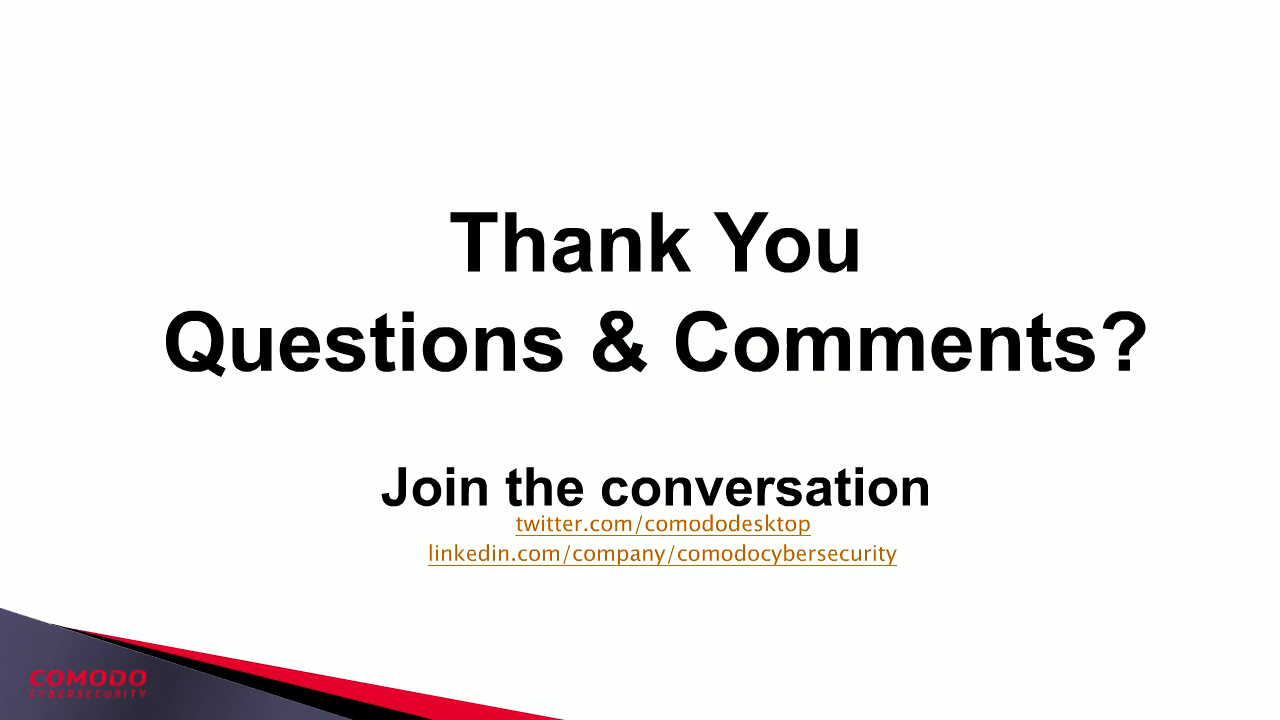 Thank You
Questions & Comments?
Join the conversation
twitter.com/comododesktop
linkedin.com/company/comodocybersecurity
COMODO
CYBERSECURITY